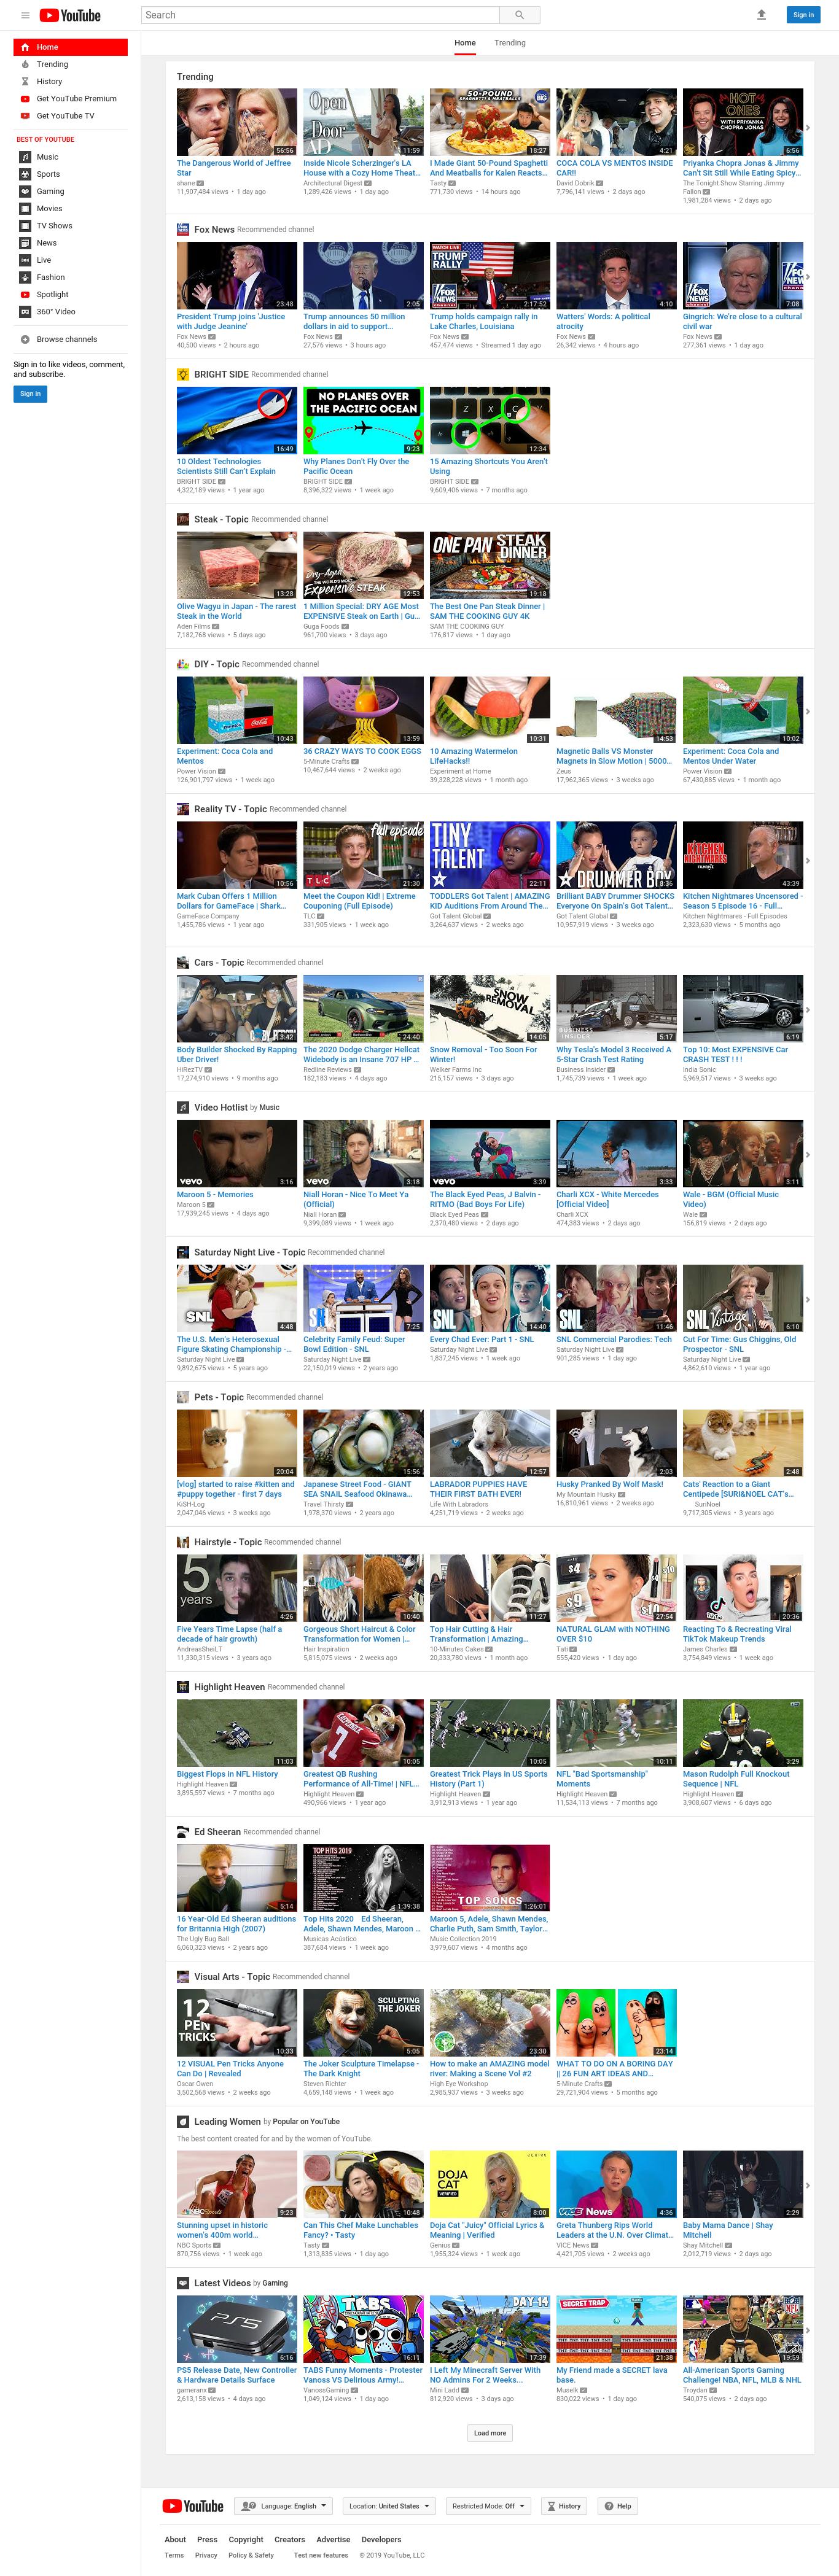 YouTube
Search
Sign in
Home
Trending
History
Get YouTube Premium
Get YouTube TV
BEST OF YOUTUBE
Music
Sports
Gaming
Movies
TV Shows
News
Live
Fashion
Spotlight
360° Video
Browse channels
Sign in to like videos, comment,
and subscribe.
Sign in
Home Trending
Trending
56:56
Open
Door
AD
11:59
50-POUND
SPAGHETTI & MEATBALLS
18:27
4:21
HOT ONES
WITH PRIYANKA
CHOPRA JONAS
6:56
The Dangerous World of Jeffree
Star
shane
11,907,484 views • 1 day ago
Inside Nicole Scherzinger's LA
House with a Cozy Home Theat...
Architectural Digest
1,289,426 views • 1 day ago
I Made Giant 50-Pound Spaghetti
And Meatballs for Kalen Reacts...
Tasty
771,730 views • 14 hours ago
COCA COLA VS MENTOS INSIDE
CAR!!
David Dobrik
7,796,141 views • 2 days ago
Priyanka Chopra Jonas & Jimmy
Can't Sit Still While Eating Spicy...
The Tonight Show Starring Jimmy
Fallon
1,981,284 views • 2 days ago
Fox News Recommended channel
23:48
2:05
WATCH LIVE
TRUMP
RALLY
FOX NEWS
2:17:52
4:10
FOX NEWS
7:08
President Trump joins 'Justice
with Judge Jeanine'
Fox News
40,500 views • 2 hours ago
Trump announces 50 million
dollars in aid to support...
Fox News
27,576 views • 3 hours ago
Trump holds campaign rally in
Lake Charles, Louisiana
Fox News
457,474 views • Streamed 1 day ago
Watters' Words: A political
atrocity
Fox News
26,342 views • 4 hours ago
Gingrich: We're close to a cultural
civil war
Fox News
277,361 views • 1 day ago
BRIGHT SIDE Recommended channel
16:49
NO PLANES OVER
THE PACIFIC OCEAN
9:23
Z X C V
12:34
10 Oldest Technologies
Scientists Still Can't Explain
BRIGHT SIDE
4,322,189 views • 1 year ago
Why Planes Don't Fly Over the
Pacific Ocean
BRIGHT SIDE
8,396,322 views • 1 week ago
15 Amazing Shortcuts You Aren't
Using
BRIGHT SIDE
9,609,406 views • 7 months ago
Steak - Topic Recommended channel
13:28
Dry-Aged
THE WORLD'S MOST
Expensive STEAK
12:53
ONE PAN STEAK
DINNER
19:18
Olive Wagyu in Japan - The rarest
Steak in the World
Aden Films
7,182,768 views • 5 days ago
1 Million Special: DRY AGE Most
EXPENSIVE Steak on Earth | Gu...
Guga Foods
961,700 views • 3 days ago
The Best One Pan Steak Dinner |
SAM THE COOKING GUY 4K
SAM THE COOKING GUY
176,817 views • 1 day ago
DIY - Topic Recommended channel
10:43
13:59
10:31
14:53
10:02
Experiment: Coca Cola and
Mentos
Power Vision
126,901,797 views • 1 week ago
36 CRAZY WAYS TO COOK EGGS
5-Minute Crafts
10,467,644 views • 2 weeks ago
10 Amazing Watermelon
LifeHacks!!
Experiment at Home
39,328,228 views • 1 month ago
Magnetic Balls VS Monster
Magnets in Slow Motion | 5000...
Zeus
17,962,365 views • 3 weeks ago
Experiment: Coca Cola and
Mentos Under Water
Power Vision
67,430,885 views • 1 month ago
Reality TV - Topic Recommended channel
10:56
full episode
TLC
21:30
TINY
TALENT
22:11
DRUMMER BOY
8:36
KITCHEN
NIGHTMARES
43:39
Mark Cuban Offers 1 Million
Dollars for GameFace | Shark...
GameFace Company
1,455,786 views • 1 year ago
Meet the Coupon Kid! | Extreme
Couponing (Full Episode)
TLC
331,905 views • 1 week ago
TODDLERS Got Talent | AMAZING
KID Auditions From Around The...
Got Talent Global
3,264,637 views • 2 weeks ago
Brilliant BABY Drummer SHOCKS
Everyone On Spain's Got Talent...
Got Talent Global
10,957,919 views • 3 weeks ago
Kitchen Nightmares Uncensored -
Season 5 Episode 16 - Full...
Kitchen Nightmares - Full Episodes
2,323,630 views • 5 months ago
Cars - Topic Recommended channel
13:42
24:40
SNOW
REMOVAL
14:05
BUSINESS
INSIDER
5:17
6:19
Body Builder Shocked By Rapping
Uber Driver!
HiRezTV
17,274,910 views • 9 months ago
The 2020 Dodge Charger Hellcat
Widebody is an Insane 707 HP ...
Redline Reviews
182,183 views • 4 days ago
Snow Removal - Too Soon For
Winter!
Welker Farms Inc
215,157 views • 3 days ago
Why Tesla's Model 3 Received A
5-Star Crash Test Rating
Business Insider
1,745,739 views • 1 week ago
Top 10: Most EXPENSIVE Car
CRASH TEST ! ! !
India Sonic
5,969,517 views • 3 weeks ago
Video Hotlist by Music
vevo
3:16
vevo
3:18
vevo
3:39
3:33
3:11
Maroon 5 - Memories
Maroon 5
17,939,245 views • 4 days ago
Niall Horan - Nice To Meet Ya
(Official)
Niall Horan
9,399,089 views • 1 week ago
The Black Eyed Peas, J Balvin -
RITMO (Bad Boys For Life)
Black Eyed Peas
2,370,480 views • 2 days ago
Charli XCX - White Mercedes
[Official Video]
Charli XCX
474,383 views • 2 days ago
Wale - BGM (Official Music
Video)
Wale
156,819 views • 2 days ago
Saturday Night Live - Topic Recommended channel
SNL
4:48
7:25
SNL
14:40
SNL
11:46
SNL Vintage
6:10
The U.S. Men's Heterosexual
Figure Skating Championship -...
Saturday Night Live
9,892,675 views • 5 years ago
Celebrity Family Feud: Super
Bowl Edition - SNL
Saturday Night Live
22,150,019 views • 2 years ago
Every Chad Ever: Part 1 - SNL
Saturday Night Live
1,837,245 views • 1 week ago
SNL Commercial Parodies: Tech
Saturday Night Live
901,285 views • 1 day ago
Cut For Time: Gus Chiggins, Old
Prospector - SNL
Saturday Night Live
4,862,610 views • 1 year ago
Pets - Topic Recommended channel
20:04
15:56
12:57
2:03
2:48
[vlog] started to raise #kitten and
#puppy together - first 7 days
KiSH-Log
2,047,046 views • 3 weeks ago
Japanese Street Food - GIANT
SEA SNAIL Seafood Okinawa...
Travel Thirsty
1,978,370 views • 2 years ago
LABRADOR PUPPIES HAVE
THEIR FIRST BATH EVER!
Life With Labradors
4,251,719 views • 2 weeks ago
Husky Pranked By Wolf Mask!
My Mountain Husky
16,810,961 views • 2 weeks ago
Cats' Reaction to a Giant
Centipede [SURI&NOEL CAT's...
SuriNoel
9,717,305 views • 3 years ago
Hairstyle - Topic Recommended channel
5
years
4:26
10:40
11:27
$4
$9
$10
27:54
20:36
Five Years Time Lapse (half a
decade of hair growth)
AndreasSheiLT
11,330,315 views • 3 years ago
Gorgeous Short Haircut & Color
Transformation for Women |...
Hair Inspiration
5,815,075 views • 2 weeks ago
Top Hair Cutting & Hair
Transformation | Amazing...
10-Minutes Cakes
20,333,780 views • 1 month ago
NATURAL GLAM with NOTHING
OVER $10
Tati
555,420 views • 1 day ago
Reacting To & Recreating Viral
TikTok Makeup Trends
James Charles
3,754,849 views • 1 week ago
Highlight Heaven Recommended channel
11:03
7
10:05
10:05
10:11
3:29
Biggest Flops in NFL History
Highlight Heaven
3,895,597 views • 7 months ago
Greatest QB Rushing
Performance of All-Time! | NFL...
Highlight Heaven
490,966 views • 1 year ago
Greatest Trick Plays in US Sports
History (Part 1)
Highlight Heaven
3,912,913 views • 1 year ago
NFL "Bad Sportsmanship"
Moments
Highlight Heaven
11,534,113 views • 7 months ago
Mason Rudolph Full Knockout
Sequence | NFL
Highlight Heaven
3,908,607 views • 6 days ago
Ed Sheeran Recommended channel
5:14
TOP HITS 2019
1:39:38
TOP SONGS
1:26:01
16 Year-Old Ed Sheeran auditions
for Britannia High (2007)
The Ugly Bug Ball
6,060,323 views • 2 years ago
Top Hits 2020 Ed Sheeran,
Adele, Shawn Mendes, Maroon ...
Musicas Acústico
387,684 views • 1 week ago
Maroon 5, Adele, Shawn Mendes,
Charlie Puth, Sam Smith, Taylor...
Music Collection 2019
3,979,607 views • 4 months ago
Visual Arts - Topic Recommended channel
12
PEN
TRICKS
10:33
SCULPTING
THE JOKER
5:05
23:30
23:14
12 VISUAL Pen Tricks Anyone
Can Do | Revealed
Oscar Owen
3,502,568 views • 2 weeks ago
The Joker Sculpture Timelapse -
The Dark Knight
Steven Richter
4,659,148 views • 1 week ago
How to make an AMAZING model
river: Making a Scene Vol #2
High Eye Workshop
2,985,937 views • 3 weeks ago
WHAT TO DO ON A BORING DAY
|| 26 FUN ART IDEAS AND...
5-Minute Crafts
29,721,904 views • 5 months ago
Leading Women by Popular on YouTube
The best content created for and by the women of YouTube.
NBC Sports
9:23
10:48
DOJA
CAT
VERIFIED
8:00
VICE News
4:36
2:29
Stunning upset in historic
women's 400m world...
NBC Sports
870,756 views • 1 week ago
Can This Chef Make Lunchables
Fancy? • Tasty
Tasty
1,313,835 views • 1 day ago
Doja Cat "Juicy" Official Lyrics &
Meaning | Verified
Genius
1,955,324 views • 1 week ago
Greta Thunberg Rips World
Leaders at the U.N. Over Climat...
VICE News
4,421,705 views • 2 weeks ago
Baby Mama Dance | Shay
Mitchell
Shay Mitchell
2,012,719 views • 2 days ago
Latest Videos by Gaming
PS5
6:16
TABS
16:11
DAY-14
17:39
SECRET TRAP
21:38
NFL
19:59
PS5 Release Date, New Controller
& Hardware Details Surface
gameranx
2,613,158 views • 4 days ago
TABS Funny Moments - Protester
Vanoss VS Delirious Army!...
VanossGaming
1,049,124 views • 1 day ago
I Left My Minecraft Server With
NO Admins For 2 Weeks...
Mini Ladd
812,920 views • 3 days ago
My Friend made a SECRET lava
base.
Muselk
830,022 views • 1 day ago
All-American Sports Gaming
Challenge! NBA, NFL, MLB & NHL
Troydan
540,075 views • 2 days ago
Load more
YouTube Language: English Location: United States Restricted Mode: Off History Help
About Press Copyright Creators Advertise Developers
Terms Privacy Policy & Safety Test new features © 2019 YouTube, LLC